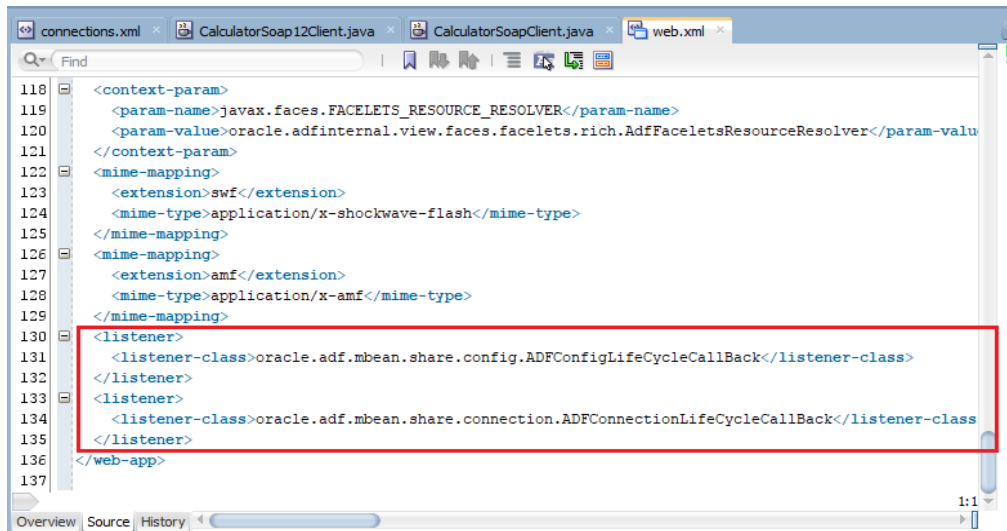 connections.xml CalculatorSoap12Client.java CalculatorSoapClient.java web.xml
Find
118 <context-param>
119 <param-name>javax.faces.FACELETS_RESOURCE_RESOLVER</param-name>
120 <param-value>oracle.adfinternal.view.faces.facelets.rich.AdfFaceletsResourceResolver</param-valu
121 </context-param>
122 <mime-mapping>
123 <extension>swf</extension>
124 <mime-type>application/x-shockwave-flash</mime-type>
125 </mime-mapping>
126 <mime-mapping>
127 <extension>amf</extension>
128 <mime-type>application/x-amf</mime-type>
129 </mime-mapping>
130 <listener>
131 <listener-class>oracle.adf.mbean.share.config.ADFConfigLifeCycleCallBack</listener-class>
132 </listener>
133 <listener>
134 <listener-class>oracle.adf.mbean.share.connection.ADFConnectionLifeCycleCallBack</listener-class
135 </listener>
136 </web-app>
137
1:1
Overview Source History